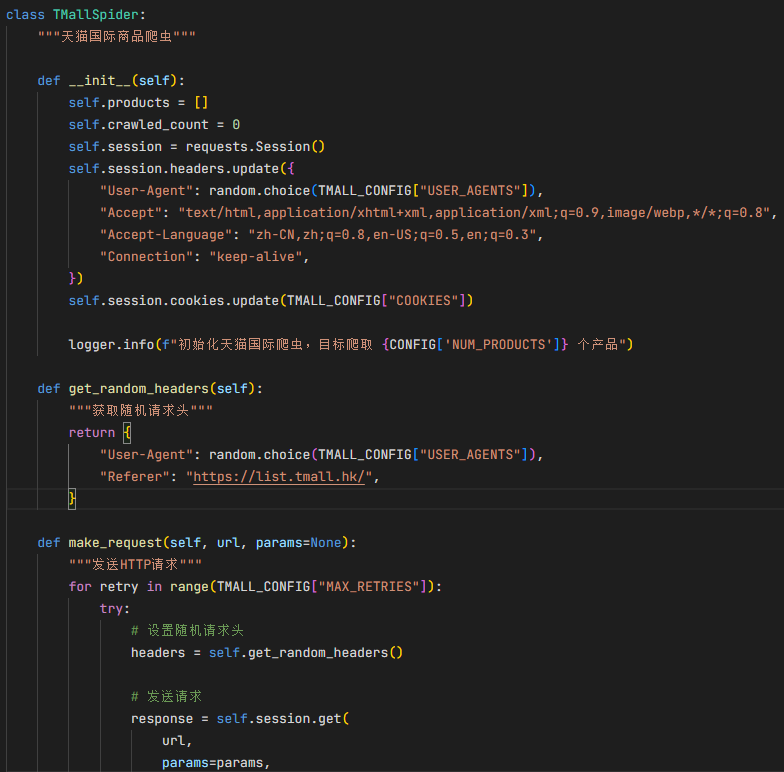 class TMallSpider:
    """天猫国际商品爬虫"""
    def __init__(self):
        self.products = []
        self.crawled_count = 0
        self.session = requests.Session()
        self.session.headers.update({
            "User-Agent": random.choice(TMALL_CONFIG["USER_AGENTS"]),
            "Accept": "text/html,application/xhtml+xml,application/xml;q=0.9,image/webp,*/*;q=0.8",
            "Accept-Language": "zh-CN,zh;q=0.8,en-US;q=0.5,en;q=0.3",
            "Connection": "keep-alive",
        })
        self.session.cookies.update(TMALL_CONFIG["COOKIES"])
        logger.info(f"初始化天猫国际爬虫，目标爬取 {CONFIG['NUM_PRODUCTS']} 个产品")
    def get_random_headers(self):
        """获取随机请求头"""
        return {
            "User-Agent": random.choice(TMALL_CONFIG["USER_AGENTS"]),
            "Referer": "https://list.tmall.hk/",
        }
    def make_request(self, url, params=None):
        """发送HTTP请求"""
        for retry in range(TMALL_CONFIG["MAX_RETRIES"]):
            try:
                # 设置随机请求头
                headers = self.get_random_headers()
                # 发送请求
                response = self.session.get(
                    url,
                    params=params,